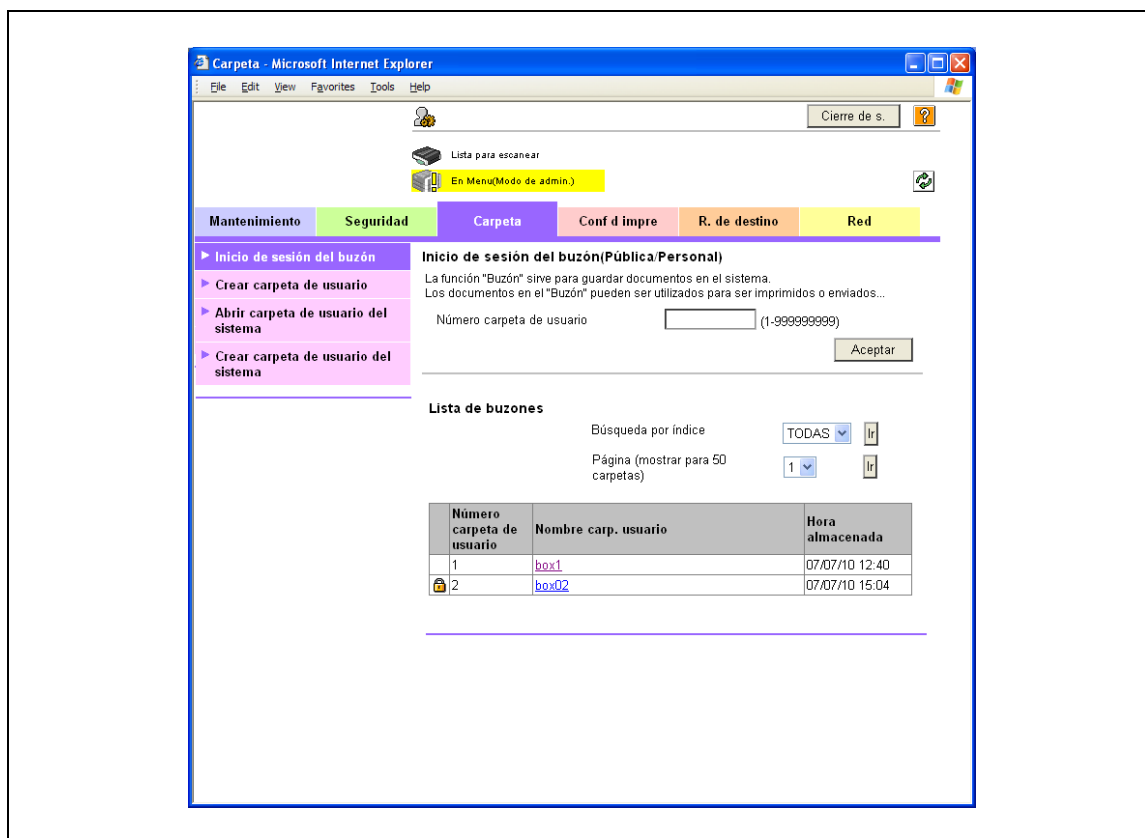 Carpeta - Microsoft Internet Explorer
File Edit View Favorites Tools Help
Cierre de s.
Lista para escanear
En Menu(Modo de admin.)
Mantenimiento Seguridad Carpeta Conf d impre R. de destino Red
Inicio de sesión del buzón
Crear carpeta de usuario
Abrir carpeta de usuario del
sistema
Crear carpeta de usuario del
sistema
Inicio de sesión del buzón(Pública/Personal)
La función "Buzón" sirve para guardar documentos en el sistema.
Los documentos en el "Buzón" pueden ser utilizados para ser imprimidos o enviados...
Número carpeta de usuario (1-999999999)
Aceptar
Lista de buzones
Búsqueda por índice TODAS Ir
Página (mostrar para 50
carpetas) 1 Ir
Número
carpeta de
usuario
Nombre carp. usuario
Hora
almacenada
1 box1 07/07/10 12:40
2 box02 07/07/10 15:04